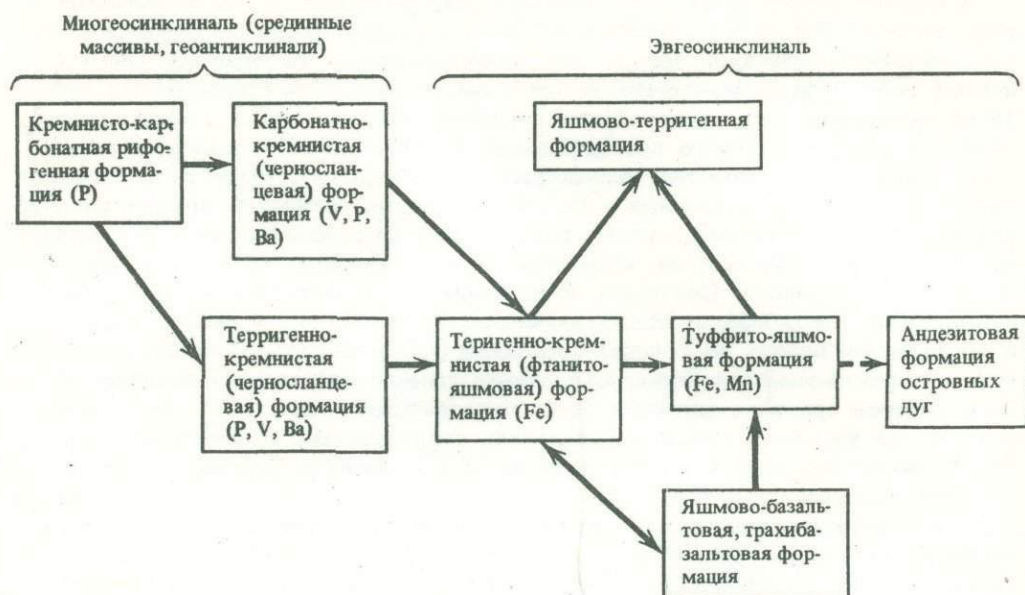 Миогеосинклиналь (срединные
массивы, геоантиклинали)
Эвгеосинклиналь
Кремнисто-кар-
бонатная рифо-
генная форма-
ция (P)
Карбонатно-
кремнистая
(черносланцевая
цевая) фор-
мация (V, P,
Ba)
Яшмово-терригенная
формация
Терригенно-
кремнистая
(черносланце-
вая) формация
(P, V, Ba)
Теригенно-крем-
нистая (фтанито-
яшмовая) фор-
мация (Fe)
Туффито-яшмо-
вая формация
(Fe, Mn)
Андезитовая
формация
островных
дуг
Яшмово-базаль-
товая, трахиба-
зальтовая фор-
мация